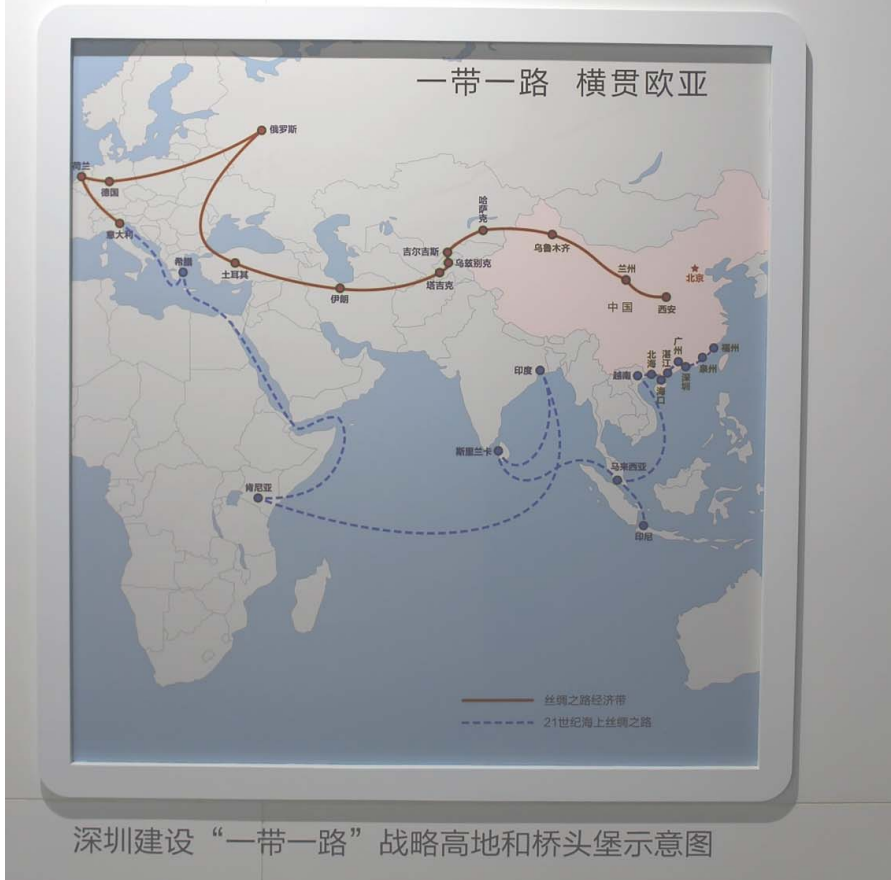 一带一路 横贯欧亚
俄罗斯
荷兰
德国
意大利
希腊
土耳其
伊朗
吉尔吉斯
乌兹别克
塔吉克
哈萨克
乌鲁木齐
兰州
北京
西安
中国
印度
斯里兰卡
肯尼亚
越南
北海
海口
湛江
广州
深圳
泉州
福州
马来西亚
印尼
丝绸之路经济带
21世纪海上丝绸之路
深圳建设“一带一路”战略高地和桥头堡示意图